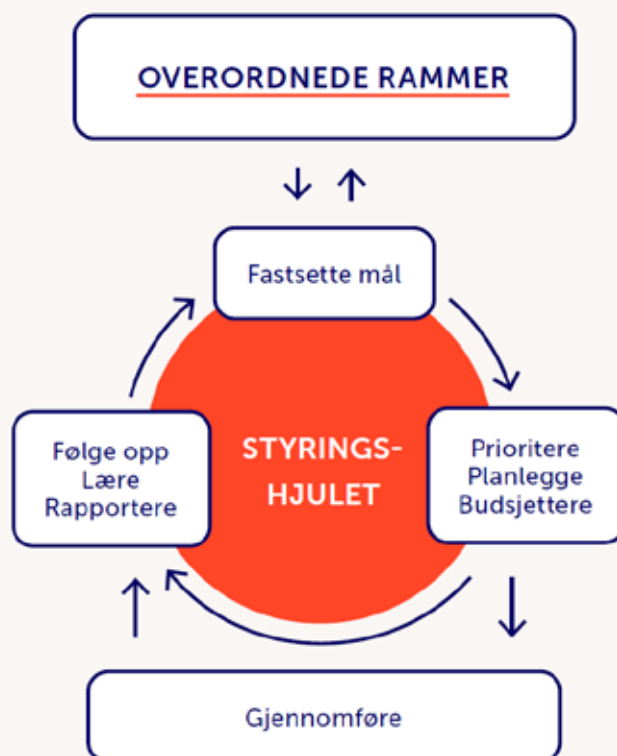 OVERORDNEDE RAMMER
Fastsette mål
Følge opp
Lære
Rapportere
STYRINGS-
HJULET
Prioritere
Planlegge
Budsjettere
Gjennomføre